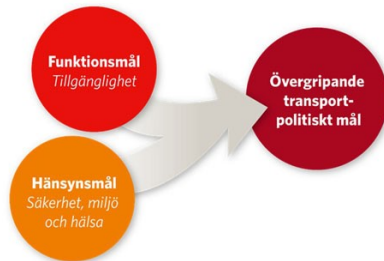 Funktionsmål
Tillgänglighet
Övergripande
transport-
politiskt mål
Hänsynsmål
Säkerhet, miljö
och hälsa